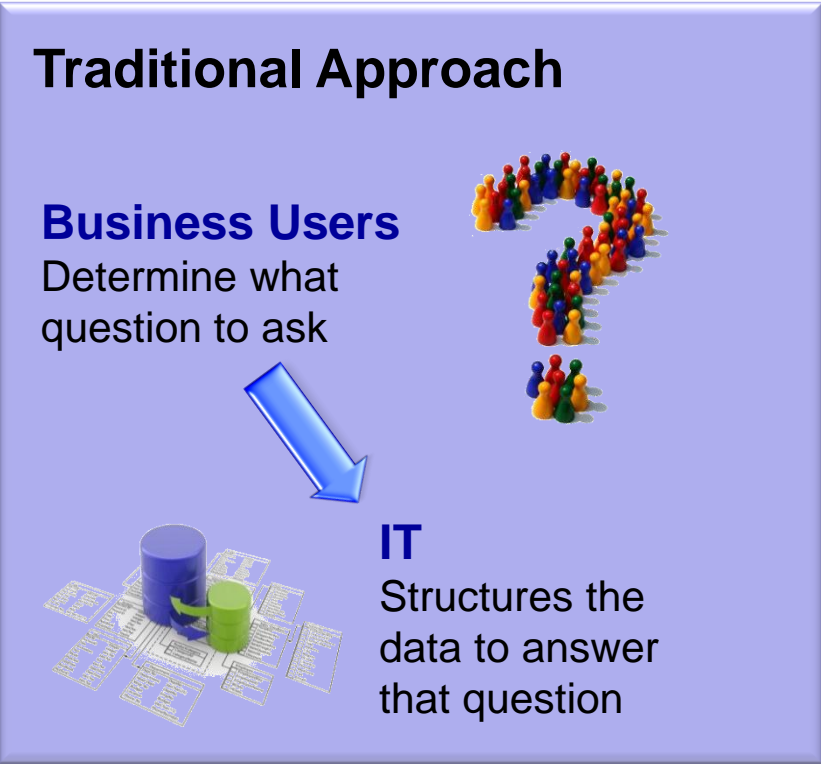 Traditional Approach
Business Users
Determine what
question to ask
IT
Structures the
data to answer
that question